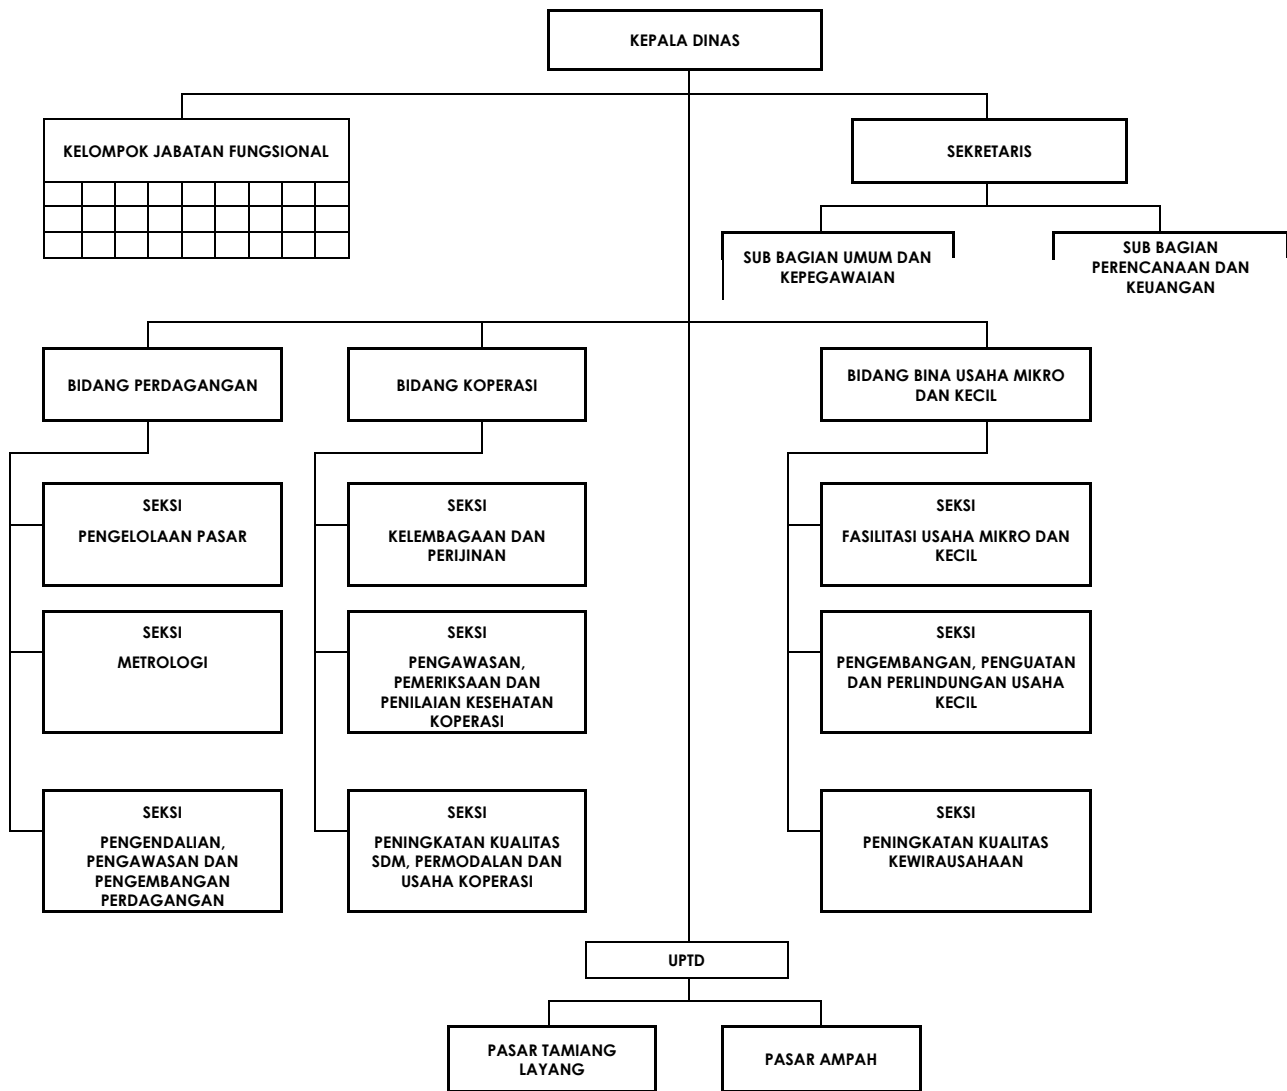 KEPALA DINAS
KELOMPOK JABATAN FUNGSIONAL
SEKRETARIS
SUB BAGIAN UMUM DAN
KEPEGAWAIAN
SUB BAGIAN
PERENCANAAN DAN
KEUANGAN
BIDANG PERDAGANGAN
BIDANG KOPERASI
BIDANG BINA USAHA MIKRO
DAN KECIL
SEKSI
PENGELOLAAN PASAR
SEKSI
KELEMBAGAAN DAN
PERIJINAN
SEKSI
FASILITASI USAHA MIKRO DAN
KECIL
SEKSI
METROLOGI
SEKSI
PENGAWASAN,
PEMERIKSAAN DAN
PENILAIAN KESEHATAN
KOPERASI
SEKSI
PENGEMBANGAN, PENGUATAN
DAN PERLINDUNGAN USAHA
KECIL
SEKSI
PENGENDALIAN,
PENGAWASAN DAN
PENGEMBANGAN
PERDAGANGAN
SEKSI
PENINGKATAN KUALITAS
SDM, PERMODALAN DAN
USAHA KOPERASI
SEKSI
PENINGKATAN KUALITAS
KEWIRAUSAHAAN
UPTD
PASAR TAMIANG
LAYANG
PASAR AMPAH